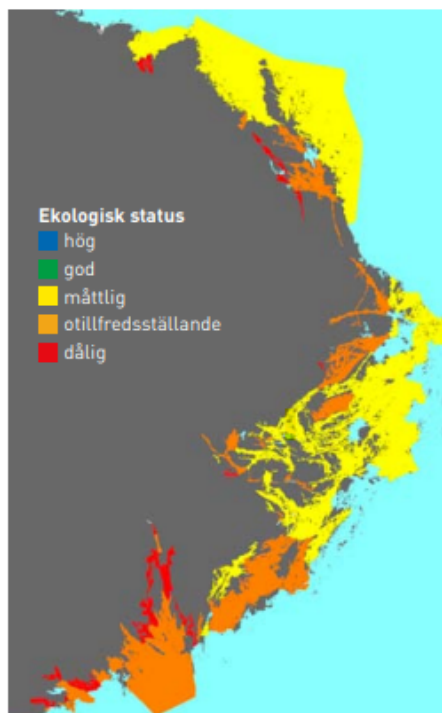 Ekologisk status
hög
god
måttlig
otillfredsställande
dålig